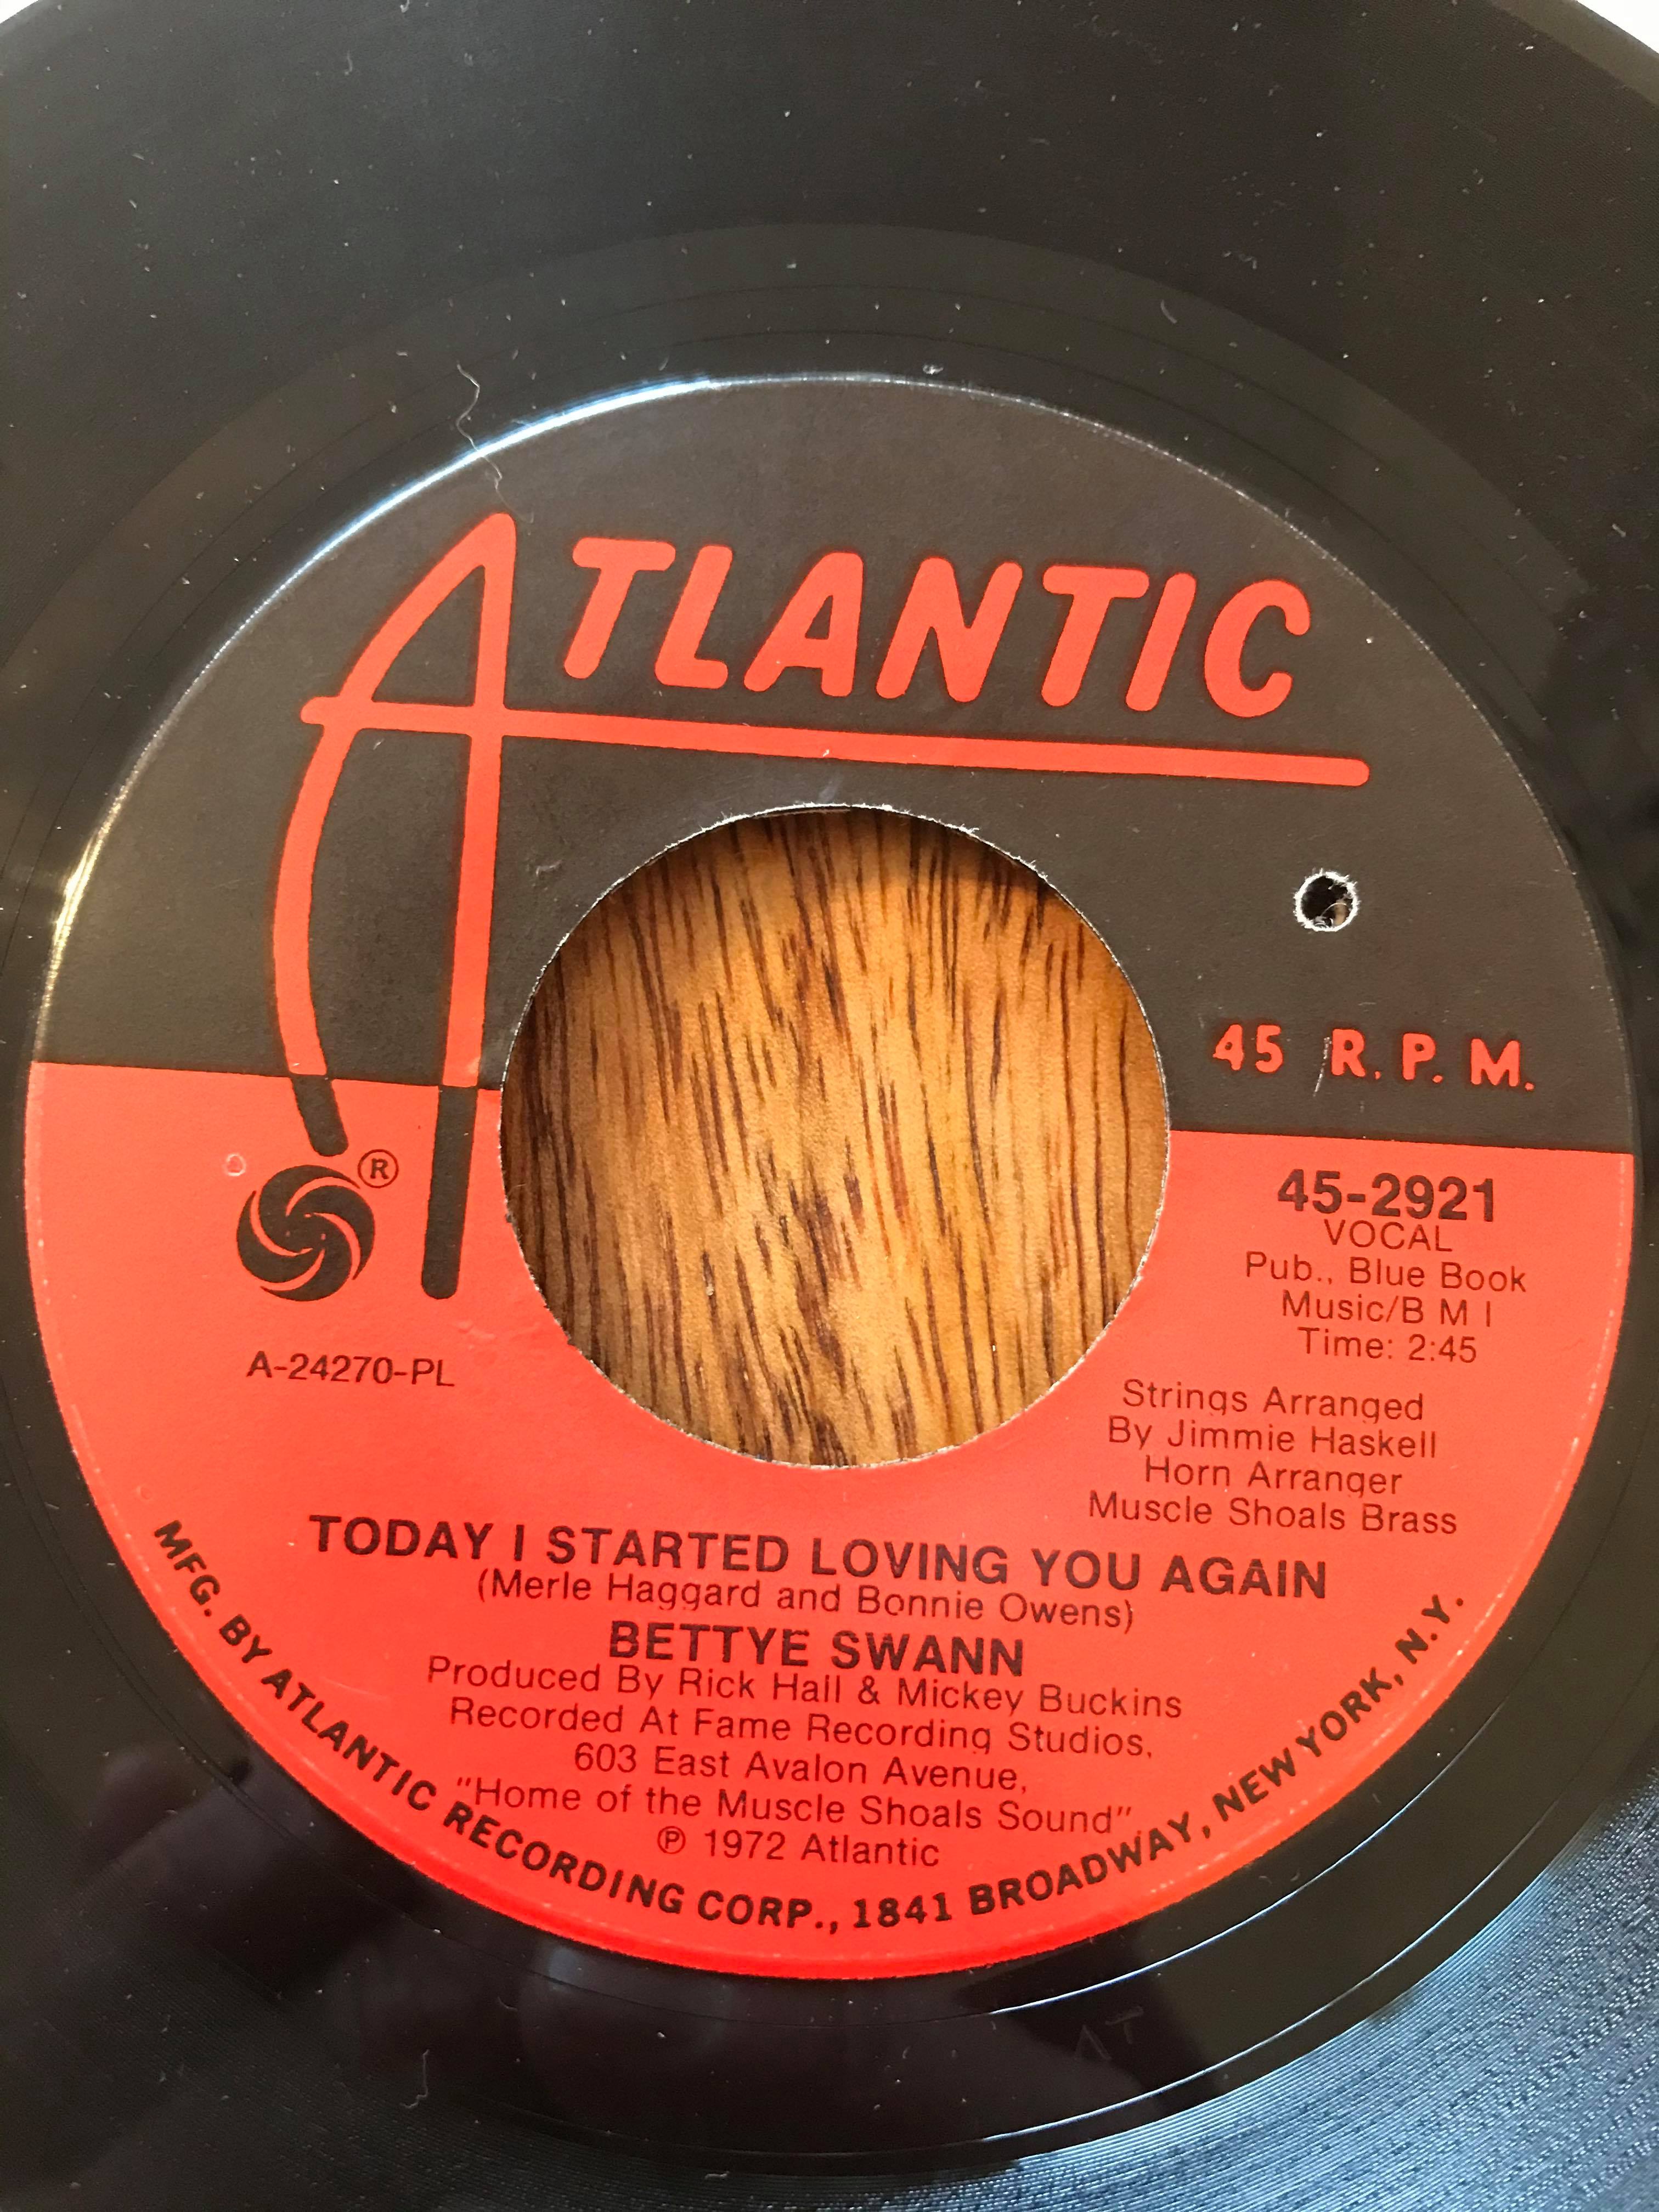 ATLANTIC
45 R.P.M.
®
45-2921
VOCAL
Pub., Blue Book
Music/B M I
Time: 2:45
A-24270-PL
Strings Arranged
By Jimmie Haskell
Horn Arranger
Muscle Shoals Brass
TODAY I STARTED LOVING YOU AGAIN
(Merle Haggard and Bonnie Owens)
BETTYE SWANN
Produced By Rick Hall & Mickey Buckins
Recorded At Fame Recording Studios,
603 East Avalon Avenue,
"Home of the Muscle Shoals Sound"
℗ 1972 Atlantic
MFG. BY ATLANTIC RECORDING CORP., 1841 BROADWAY, NEW YORK, N.Y.
AT